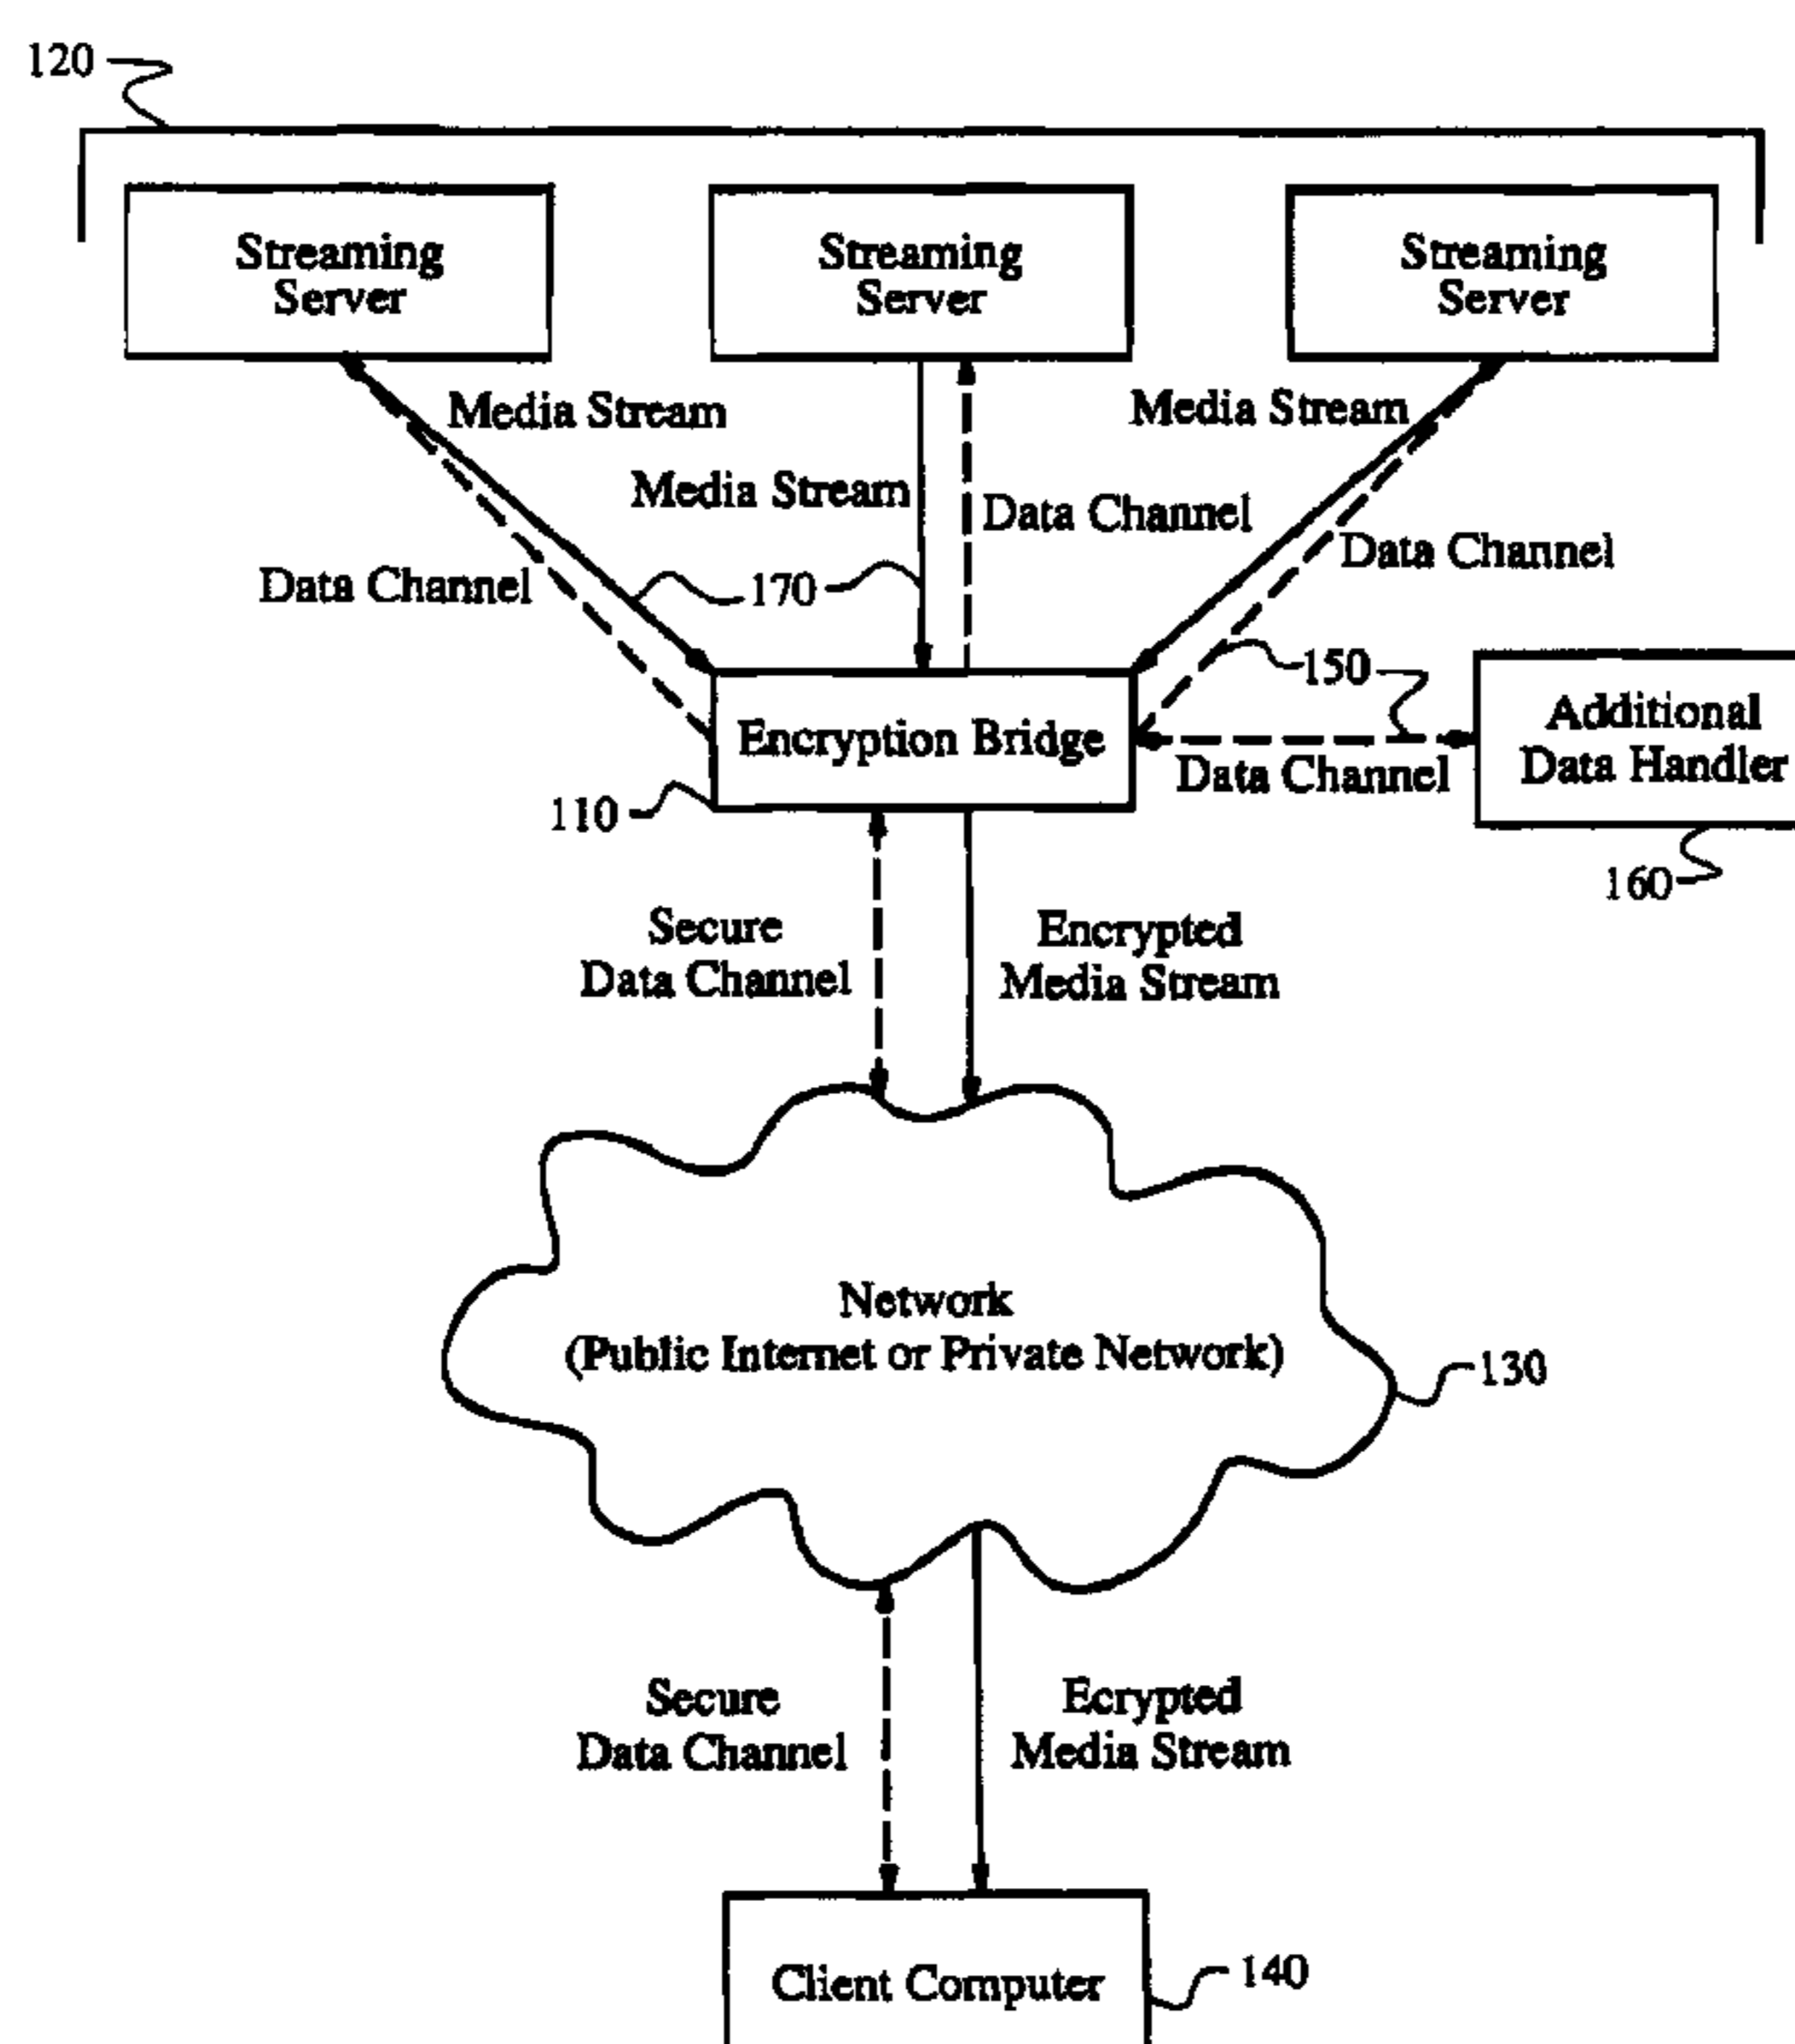 120
Streaming
Server
Streaming
Server
Streaming
Server
Media Stream
Media Stream
Media Stream
Data Channel
Data Channel
Data Channel
170
150
Encryption Bridge
Data Channel
Additional
Data Handler
110
160
Secure
Data Channel
Encrypted
Media Stream
Network
(Public Internet or Private Network)
130
Secure
Data Channel
Ecrypted
Media Stream
Client Computer
140